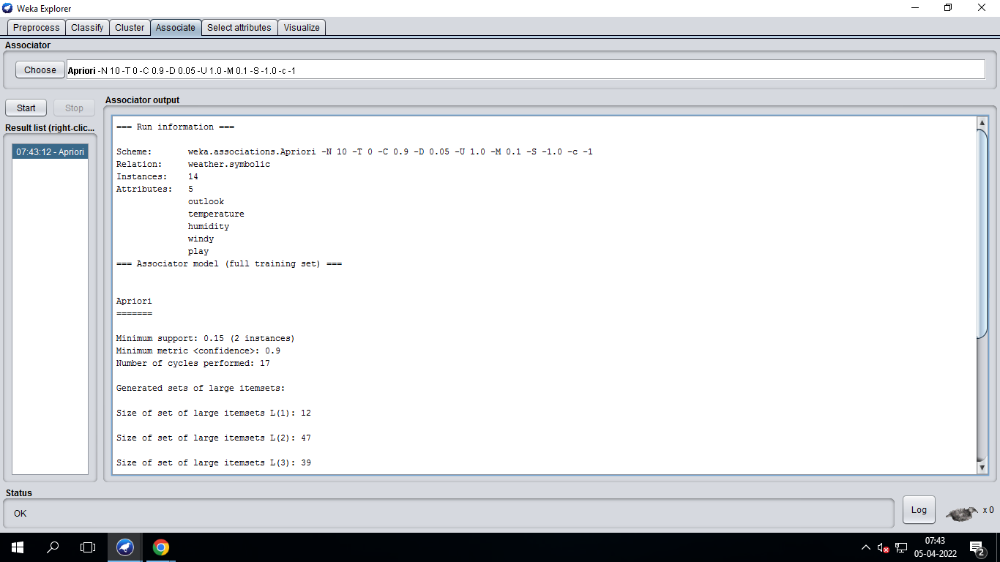 Weka Explorer
Preprocess Classify Cluster Associate Select attributes Visualize
Associator
Choose Apriori -N 10 -T 0 -C 0.9 -D 0.05 -U 1.0 -M 0.1 -S -1.0 -c -1
Start Stop
Result list (right-clic...
07:43:12 - Apriori
Associator output
=== Run information ===
Scheme: weka.associations.Apriori -N 10 -T 0 -C 0.9 -D 0.05 -U 1.0 -M 0.1 -S -1.0 -c -1
Relation: weather.symbolic
Instances: 14
Attributes: 5
outlook
temperature
humidity
windy
play
=== Associator model (full training set) ===
Apriori
=======
Minimum support: 0.15 (2 instances)
Minimum metric <confidence>: 0.9
Number of cycles performed: 17
Generated sets of large itemsets:
Size of set of large itemsets L(1): 12
Size of set of large itemsets L(2): 47
Size of set of large itemsets L(3): 39
Status
OK
Log
x 0
07:43
05-04-2022
2